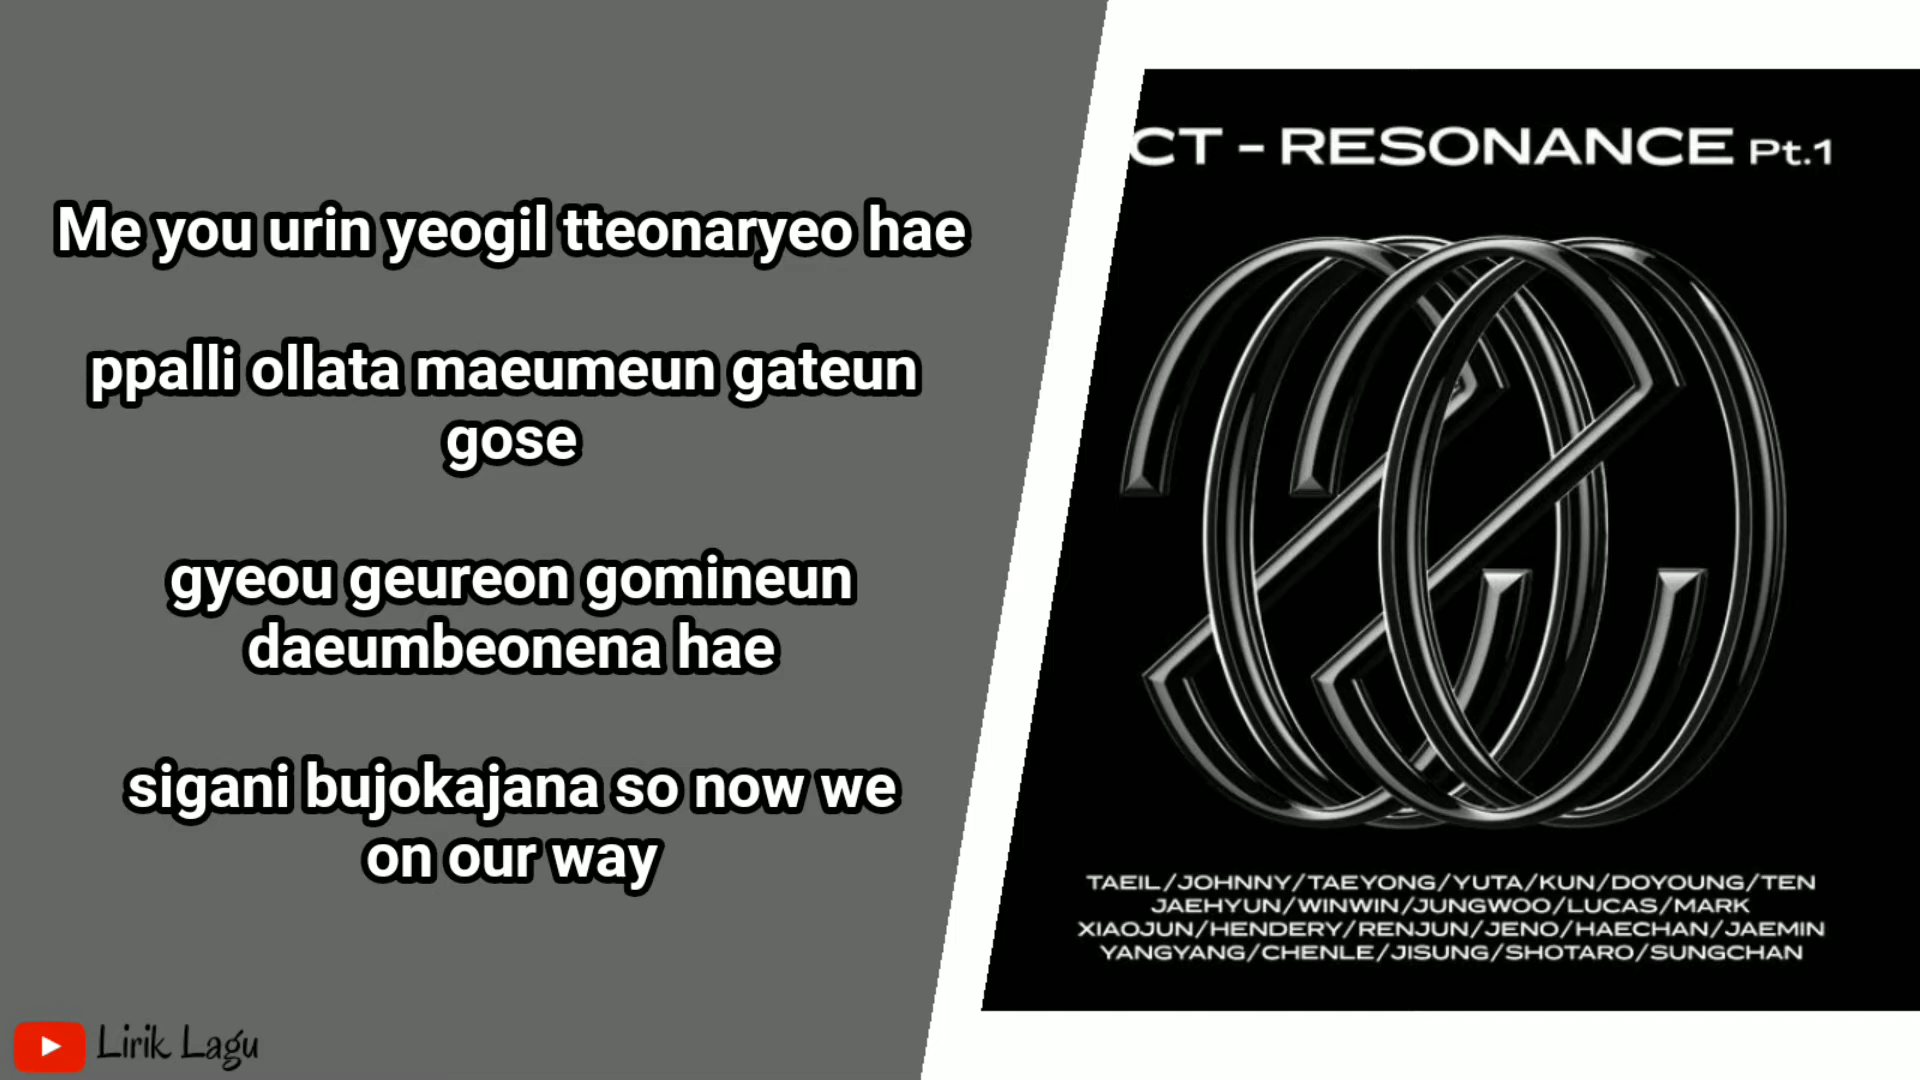 Me you urin yeogil tteonaryeo hae
ppalli ollata maeumeun gateun
gose
gyeou geureon gomineun
daeumbeonena hae
sigani bujokajana so now we
on our way
CT - RESONANCE Pt.1
TAEIL/JOHNNY/TAEYONG/YUTA/KUN/DOYOUNG/TEN
JAEHYUN/WINWIN/JUNGWOO/LUCAS/MARK
XIAOJUN/HENDERY/RENJUN/JENO/HAECHAN/JAEMIN
YANGYANG/CHENLE/JISUNG/SHOTARO/SUNGCHAN
Lirik Lagu